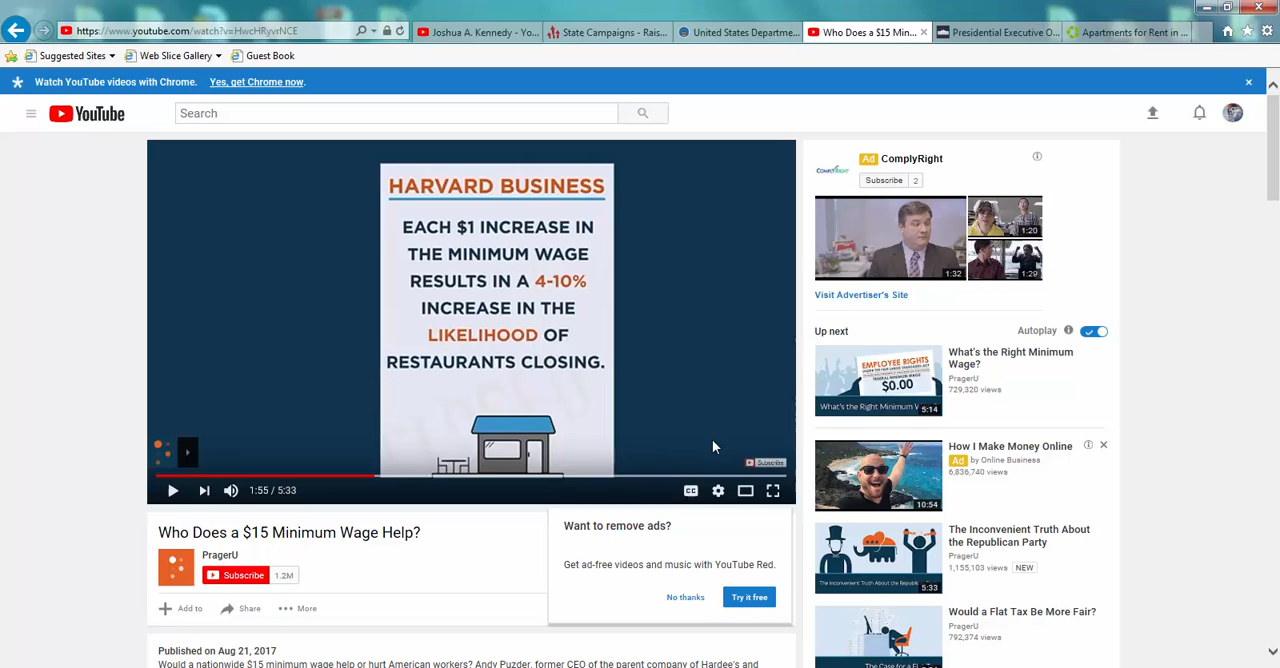 https://www.youtube.com/watch?v=HwcHRyvrNCE
Joshua A. Kennedy - Yo...
State Campaigns - Rais...
United States Departme...
Who Does a $15 Min...
Presidential Executive O...
Apartments for Rent in ...
Suggested Sites
Web Slice Gallery
Guest Book
Watch YouTube videos with Chrome. Yes, get Chrome now.
YouTube
Search
HARVARD BUSINESS
EACH $1 INCREASE IN
THE MINIMUM WAGE
RESULTS IN A 4-10%
INCREASE IN THE
LIKELIHOOD OF
RESTAURANTS CLOSING.
Subscribe
1:55 / 5:33
CC
Who Does a $15 Minimum Wage Help?
PragerU
Subscribe 1.2M
Add to
Share
More
Want to remove ads?
Get ad-free videos and music with YouTube Red.
No thanks
Try it free
Published on Aug 21, 2017
Would a nationwide $15 minimum wage help or hurt American workers? Andy Puzder, former CEO of the parent company of Hardee's and
COMPLYRIGHT
Ad ComplyRight
Subscribe 2
1:32
1:20
1:29
Visit Advertiser's Site
Up next
Autoplay
EMPLOYEE RIGHTS
$0.00
What's the Right Minimum W
5:14
What's the Right Minimum
Wage?
PragerU
729,320 views
10:54
How I Make Money Online
Ad by Online Business
6,836,740 views
The Inconvenient Truth About the Republi
5:33
The Inconvenient Truth About
the Republican Party
PragerU
1,155,103 views NEW
The Case for a Fl
Would a Flat Tax Be More Fair?
PragerU
792,374 views